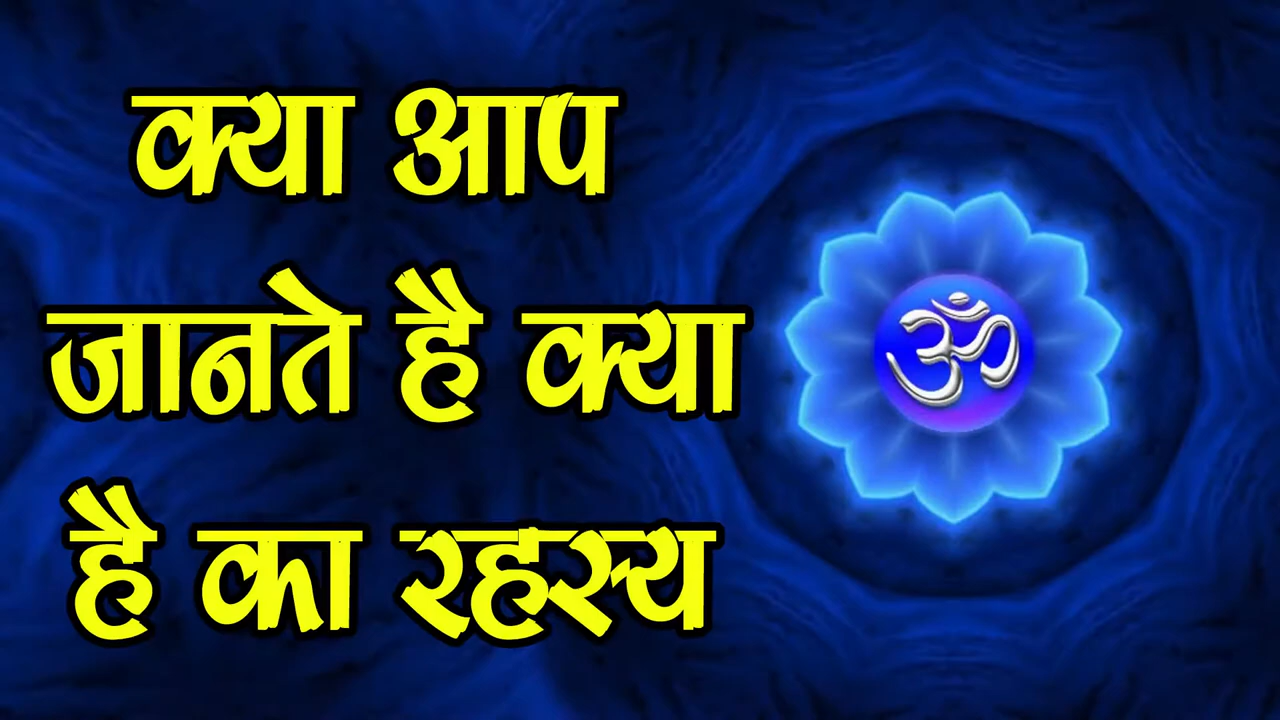 क्या आप
जानते है क्या
है का रहस्य
ॐ